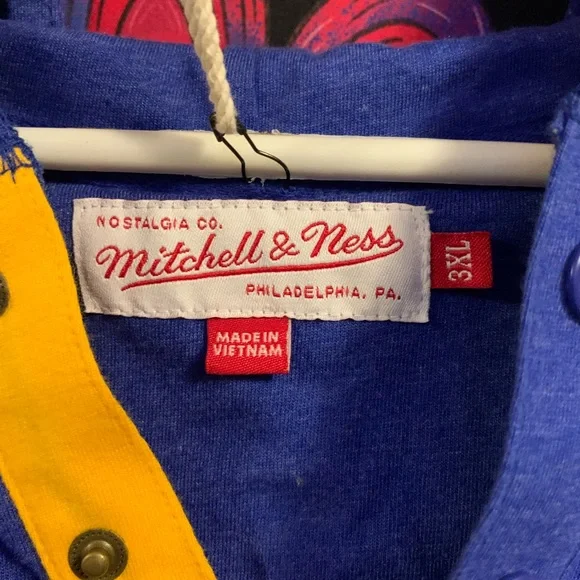 NOSTALGIA CO.
Mitchell & Ness
PHILADELPHIA, PA.
3XL
MADE IN
VIETNAM